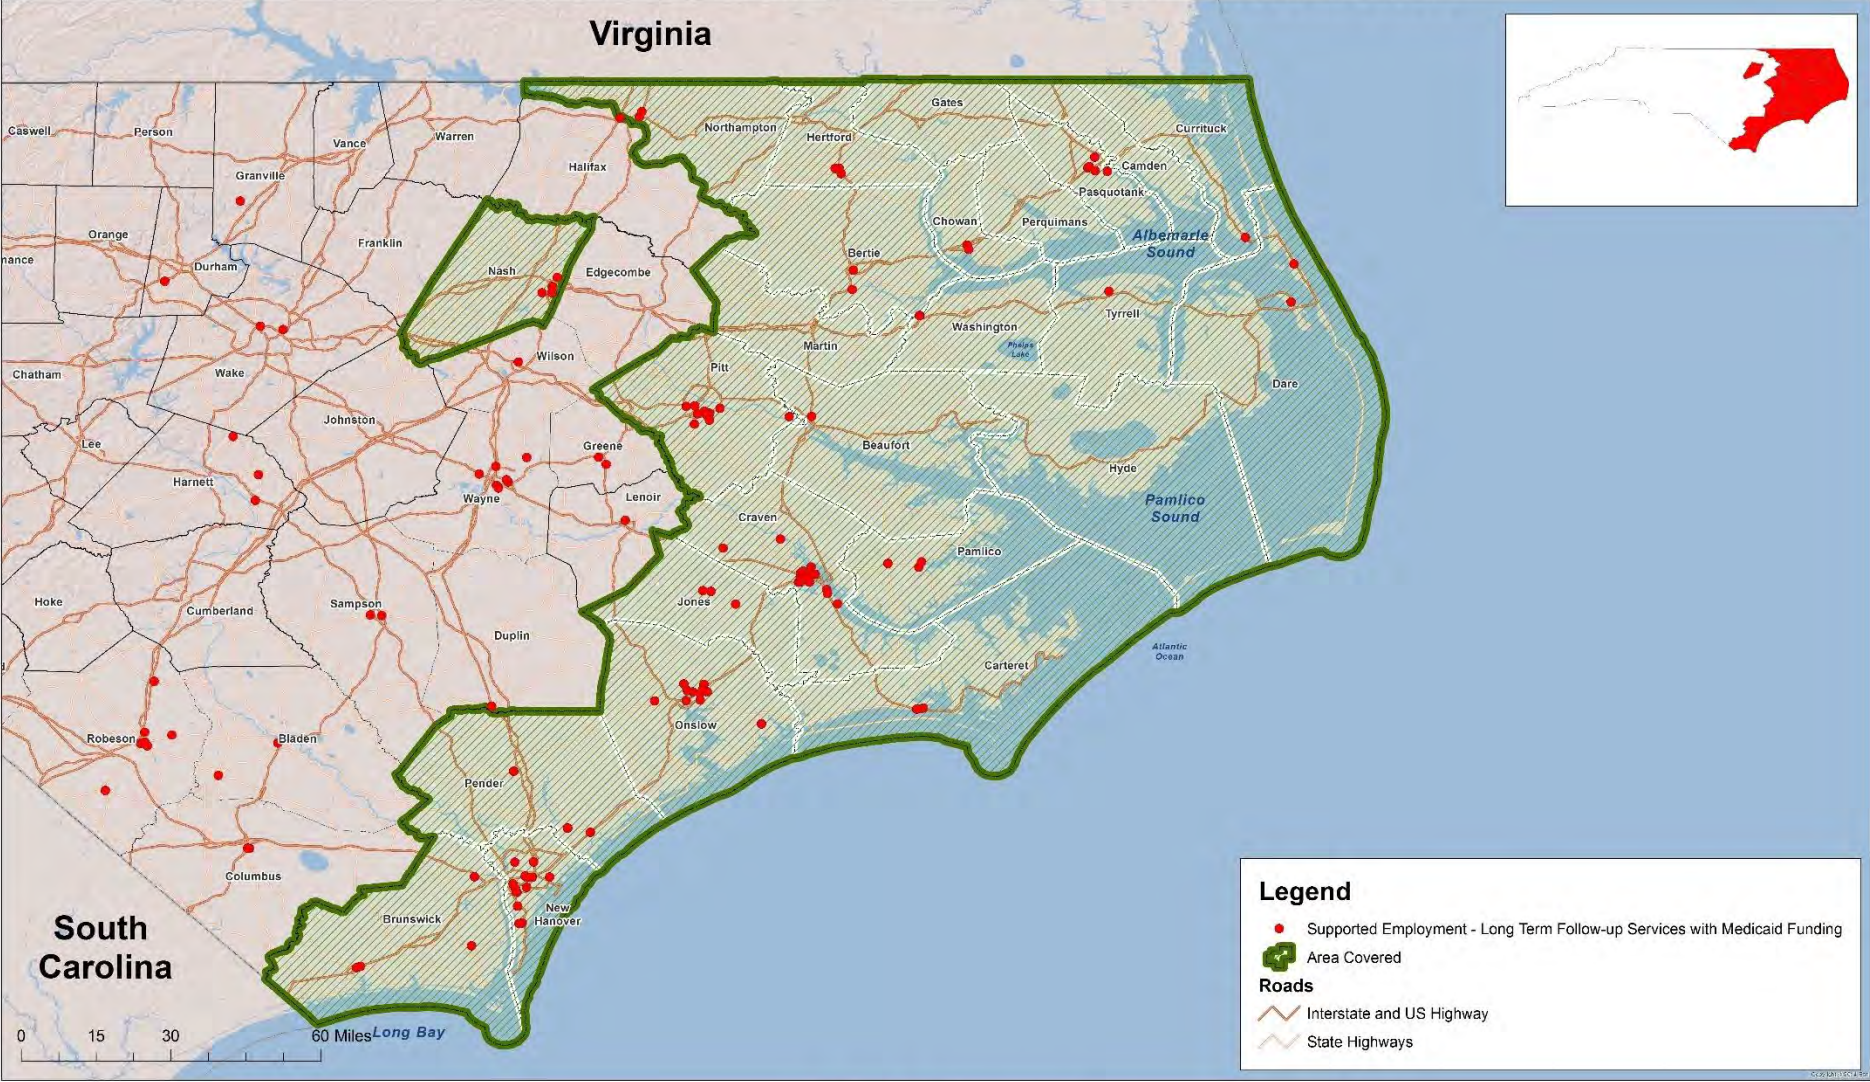 Virginia
Caswell
Person
Vance
Warren
Northampton
Hertford
Gates
Currituck
Granville
Halifax
Camden
Pasquotank
Orange
Franklin
Chowan
Perquimans
Albemarle
Sound
mance
Durham
Nash
Edgecombe
Bertie
Washington
Tyrrell
Chatham
Wake
Wilson
Martin
Phelps
Lake
Pitt
Dare
Johnston
Lee
Greene
Beaufort
Hyde
Harnett
Wayne
Lenoir
Craven
Pamlico
Sound
Pamlico
Hoke
Cumberland
Sampson
Duplin
Jones
Carteret
Atlantic
Ocean
Robeson
Bladen
Onslow
Pender
Columbus
Brunswick
New
Hanover
South
Carolina
0 15 30 60 Miles
Long Bay
Legend
Supported Employment - Long Term Follow-up Services with Medicaid Funding
Area Covered
Roads
Interstate and US Highway
State Highways